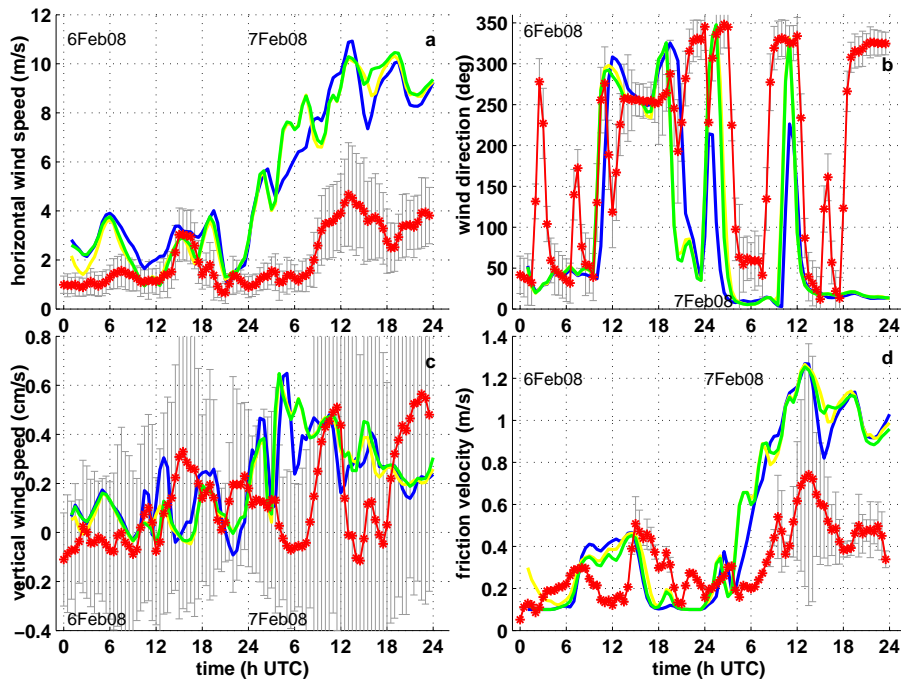 6Feb08
7Feb08
a
horizontal wind speed (m/s)
12
10
8
6
4
2
0
0 6 12 18 24 6 12 18 24
6Feb08
b
wind direction (deg)
350
300
250
200
150
100
50
0
7Feb08
0 6 12 18 24 6 12 18 24
c
vertical wind speed (cm/s)
0.8
0.6
0.4
0.2
0
−0.2
−0.4
6Feb08
7Feb08
0 6 12 18 24 6 12 18 24
time (h UTC)
6Feb08
7Feb08
d
friction velocity (m/s)
1.4
1.2
1
0.8
0.6
0.4
0.2
0
0 6 12 18 24 6 12 18 24
time (h UTC)